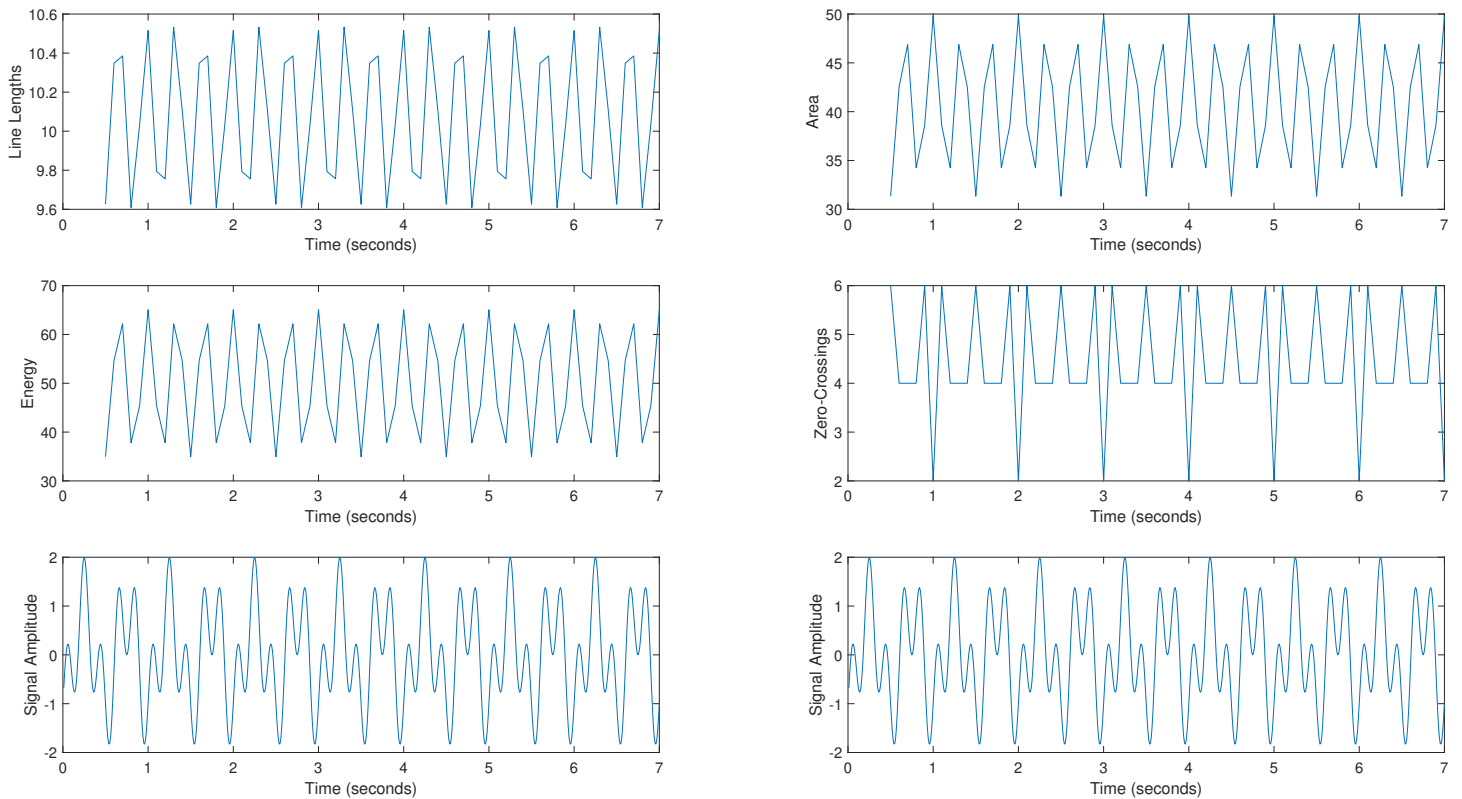 Line Lengths
10.6
10.4
10.2
10
9.8
9.6
0 1 2 3 4 5 6 7
Time (seconds)
Area
50
45
40
35
30
0 1 2 3 4 5 6 7
Time (seconds)
Energy
70
60
50
40
30
0 1 2 3 4 5 6 7
Time (seconds)
Zero-Crossings
6
5
4
3
2
0 1 2 3 4 5 6 7
Time (seconds)
Signal Amplitude
2
1
0
-1
-2
0 1 2 3 4 5 6 7
Time (seconds)
Signal Amplitude
2
1
0
-1
-2
0 1 2 3 4 5 6 7
Time (seconds)